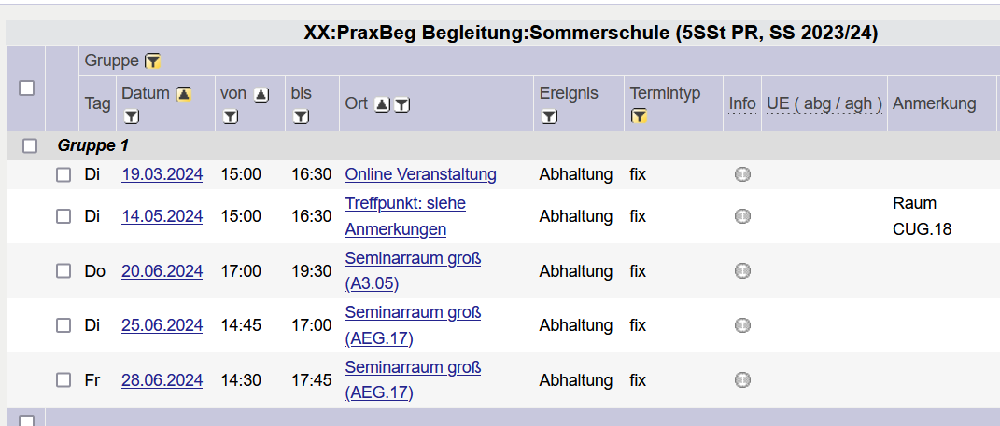 XX:PraxBeg Begleitung:Sommerschule (5SSt PR, SS 2023/24)
Gruppe
Tag Datum von bis Ort Ereignis Termintyp Info UE ( abg / agh ) Anmerkung
Gruppe 1
Di 19.03.2024 15:00 16:30 Online Veranstaltung Abhaltung fix
Di 14.05.2024 15:00 16:30 Treffpunkt: siehe Abhaltung fix Raum
Anmerkungen CUG.18
Do 20.06.2024 17:00 19:30 Seminarraum groß Abhaltung fix
(A3.05)
Di 25.06.2024 14:45 17:00 Seminarraum groß Abhaltung fix
(AEG.17)
Fr 28.06.2024 14:30 17:45 Seminarraum groß Abhaltung fix
(AEG.17)